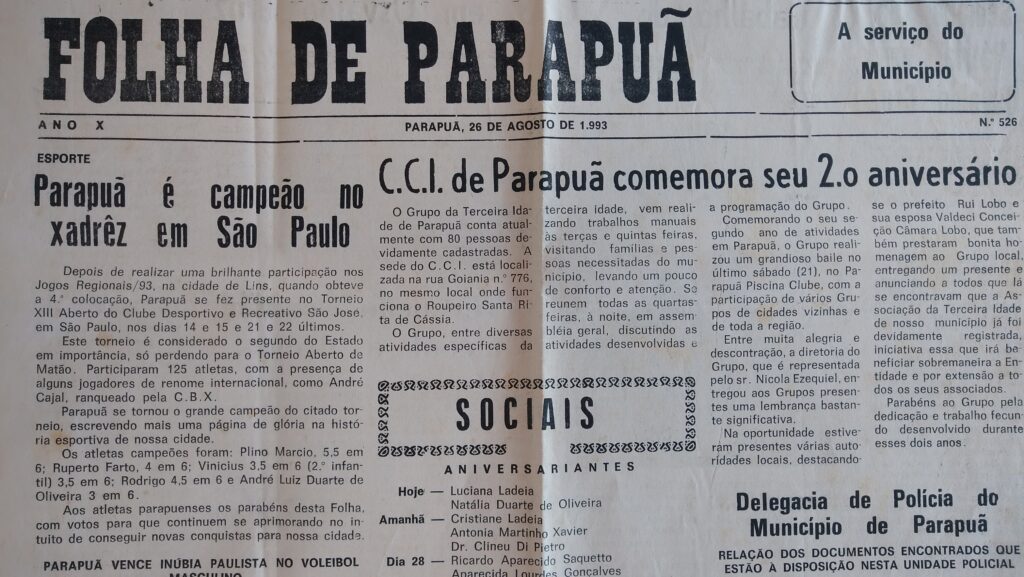 FOLHA DE PARAPUÃ
A serviço do
Município
ANO X
PARAPUÃ, 26 DE AGOSTO DE 1.993
N.º 526
ESPORTE
Parapuã é campeão no
xadrêz em São Paulo
Depois de realizar uma brilhante participação nos
Jogos Regionais/93, na cidade de Lins, quando obteve
a 4.ª colocação, Parapuã se fez presente no Torneio
XIII Aberto do Clube Desportivo e Recreativo São José,
em São Paulo, nos dias 14 e 15 e 21 e 22 últimos.
Este torneio é considerado o segundo do Estado
em importância, só perdendo para o Torneio Aberto de
Matão. Participaram 125 atletas, com a presença de
alguns jogadores de renome internacional, como André
Cajal, ranqueado pela C.B.X.
Parapuã se tornou o grande campeão do citado tor-
neio, escrevendo mais uma página de glória na histó-
ria esportiva de nossa cidade.
Os atletas campeões foram: Plino Marcio, 5,5 em
6; Ruperto Farto, 4 em 6; Vinicius 3,5 em 6 (2.º infan-
til) 3,5 em 6; Rodrigo 4,5 em 6 e André Luiz Duarte de
Oliveira 3 em 6.
Aos atletas parapuenses os parabéns desta Folha,
com votos para que continuem se aprimorando no in-
tuito de conseguir novas conquistas para nossa cidade.
PARAPUÃ VENCE INÚBIA PAULISTA NO VOLEIBOL
MASCULINO
C.C.I. de Parapuã comemora seu 2.o aniversário
O Grupo da Terceira Ida-
de de Parapuã conta atual-
mente com 80 pessoas de-
vidamente cadastradas. A
sede do C.C.I. está locali-
zada na rua Goiania n.º 776,
no mesmo local onde fun-
ciona o Roupeiro Santa Ri-
ta de Cássia.
O Grupo, entre diversas
atividades especificas da
terceira idade, vem reali-
zando trabalhos manuais
às terças e quintas feiras,
visitando famílias e pes-
soas necessitadas do mu-
nicipio, levando um pouco
de conforto e atenção. Se
reunem todas as quartas-
feiras, à noite, em assem-
bléia geral, discutindo as
atividades desenvolvidas e
a programação do Grupo.
Comemorando o seu se-
gundo ano de atividades
em Parapuã, o Grupo reali-
zou um grandioso baile no
último sábado (21), no Pa-
rapuã Piscina Clube, com a
participação de vários Gru-
pos de cidades vizinhas e
de toda a região.
Entre muita alegria e
descontração, a diretoria do
Grupo, que é representada
pelo sr. Nicola Ezequiel, en-
tregou aos Grupos presen-
tes uma lembrança bastan-
te significativa.
Na oportunidade estive-
ram presentes várias auto-
ridades locais, destacando-
se o prefeito Rui Lobo e
sua esposa Valdeci Concei-
ção Câmara Lobo, que tam-
bém prestaram bonita ho-
menagem ao Grupo local,
entregando um presente e
anunciando a todos que lá
se encontravam que a As-
sociação da Terceira Idade
de nosso município já foi
devidamente registrada,
iniciativa essa que irá be-
neficiar sobremaneira a En-
tidade e por extensão a to-
dos os seus associados.
Parabéns ao Grupo pela
dedicação e trabalho fecun-
do desenvolvido durante
esses dois anos.
SOCIAIS
ANIVERSARIANTES
Hoje — Luciana Ladeia
Natália Duarte de Oliveira
Amanhã — Cristiane Ladeia
Antonia Martinho Xavier
Dr. Clineu Di Pietro
Dia 28 — Ricardo Aparecido Saquetto
Aparecida Lourdes Gonçalves
Delegacia de Polícia do
Município de Parapuã
RELAÇÃO DOS DOCUMENTOS ENCONTRADOS QUE
ESTÃO À DISPOSIÇÃO NESTA UNIDADE POLICIAL